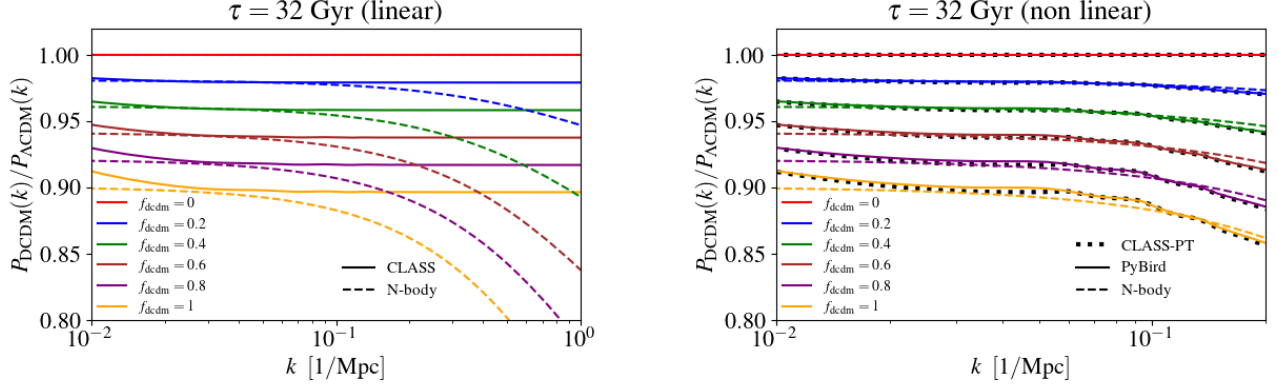 τ = 32 Gyr (linear)
P_DCDM(k)/P_ΛCDM(k)
1.00
0.95
0.90
0.85
0.80
f_dcdm = 0
f_dcdm = 0.2
f_dcdm = 0.4
f_dcdm = 0.6
f_dcdm = 0.8
f_dcdm = 1
CLASS
N-body
10⁻² 10⁻¹ 10⁰
k [1/Mpc]
τ = 32 Gyr (non linear)
P_DCDM(k)/P_ΛCDM(k)
1.00
0.95
0.90
0.85
0.80
f_dcdm = 0
f_dcdm = 0.2
f_dcdm = 0.4
f_dcdm = 0.6
f_dcdm = 0.8
f_dcdm = 1
CLASS-PT
PyBird
N-body
10⁻² 10⁻¹
k [1/Mpc]